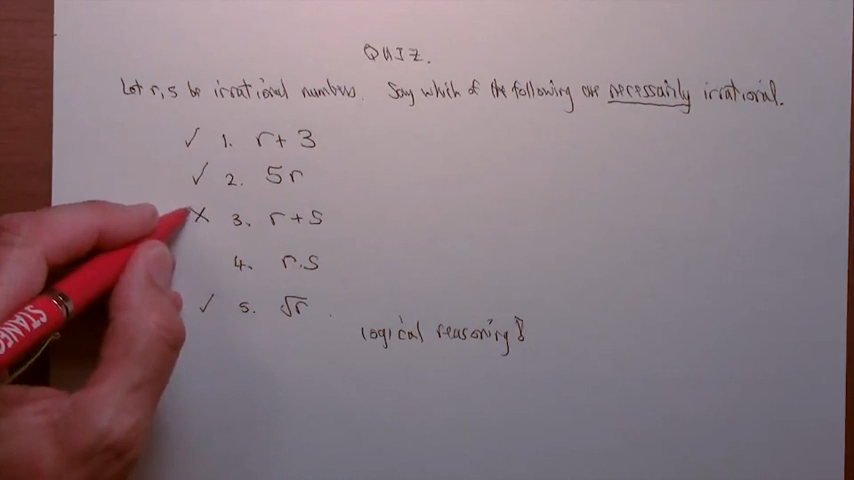 QUIZ.
Let r, s be irrational numbers. Say which of the following are necessarily irrational.
✓ 1. r + 3
✓ 2. 5r
✗ 3. r + s
4. r.s
✓ 5. √r .
logical reasoning!
STANFO